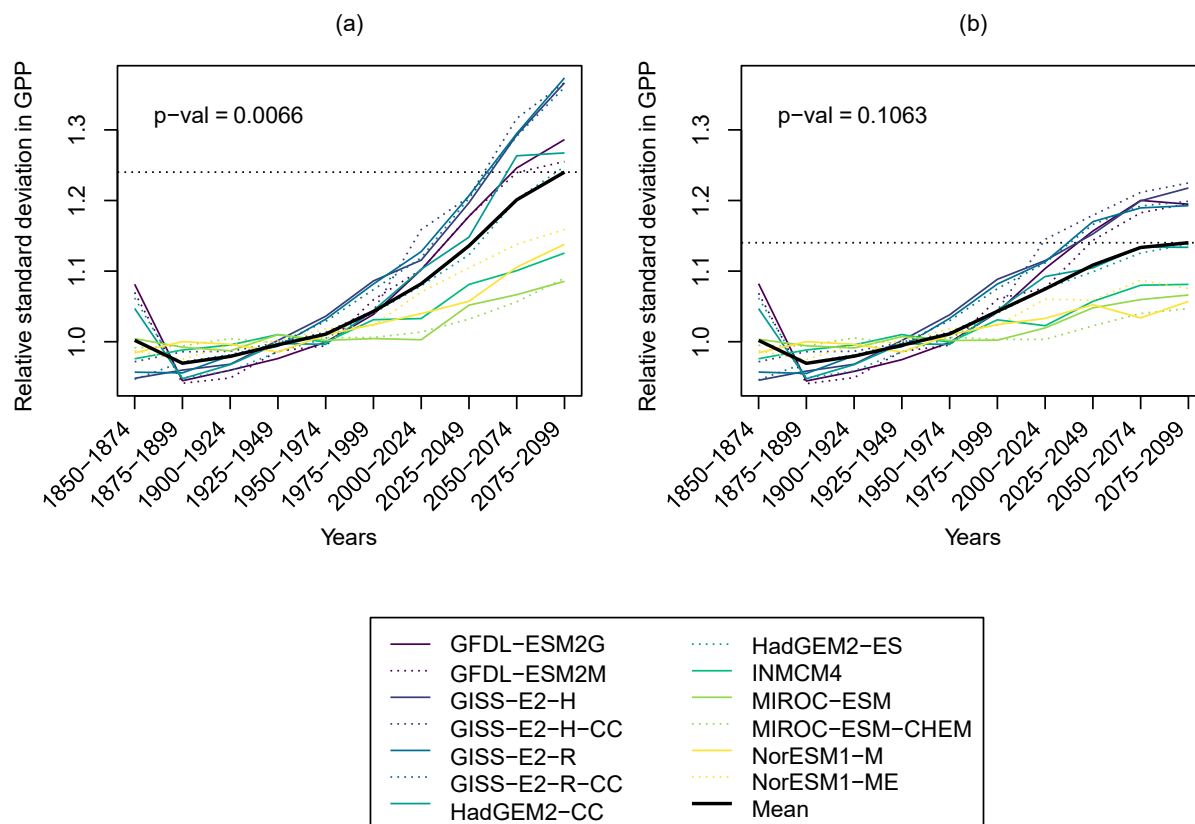 (a)
Relative standard deviation in GPP
p−val = 0.0066
1.3
1.2
1.1
1.0
1850−1874
1875−1899
1900−1924
1925−1949
1950−1974
1975−1999
2000−2024
2025−2049
2050−2074
2075−2099
Years
(b)
Relative standard deviation in GPP
p−val = 0.1063
1.3
1.2
1.1
1.0
1850−1874
1875−1899
1900−1924
1925−1949
1950−1974
1975−1999
2000−2024
2025−2049
2050−2074
2075−2099
Years
GFDL−ESM2G
GFDL−ESM2M
GISS−E2−H
GISS−E2−H−CC
GISS−E2−R
GISS−E2−R−CC
HadGEM2−CC
HadGEM2−ES
INMCM4
MIROC−ESM
MIROC−ESM−CHEM
NorESM1−M
NorESM1−ME
Mean